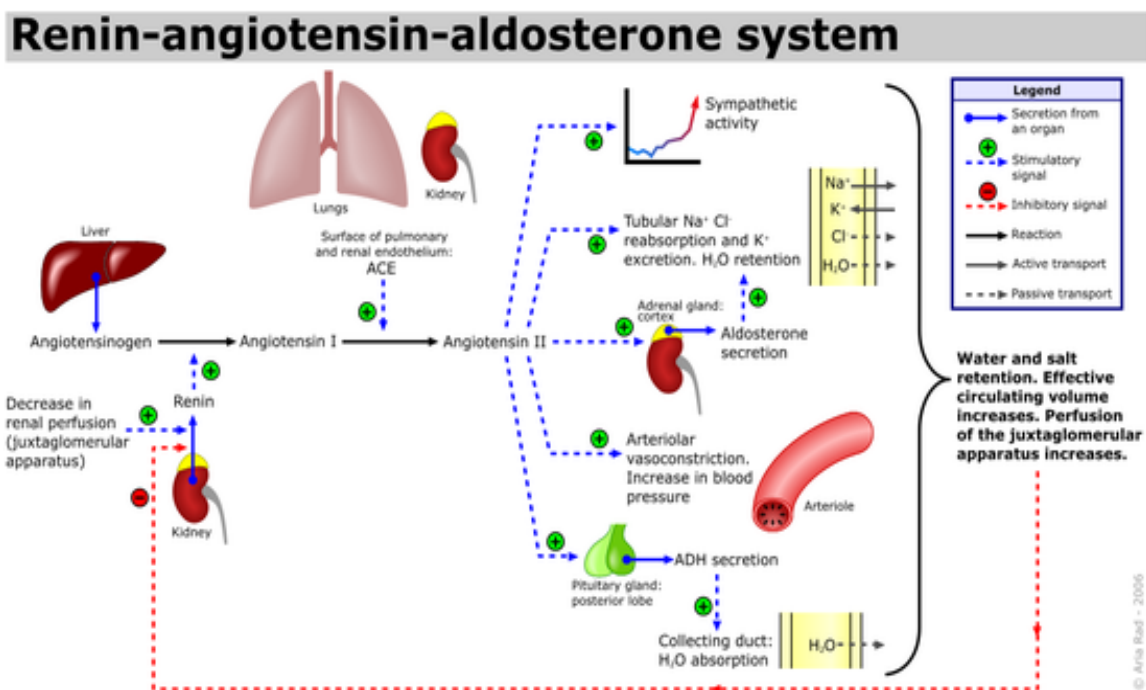 Renin-angiotensin-aldosterone system
Legend
Secretion from
an organ
+
Stimulatory
signal
−
Inhibitory signal
Reaction
Active transport
Passive transport
Lungs
Kidney
Surface of pulmonary
and renal endothelium:
ACE
+
Liver
Angiotensinogen
Angiotensin I
Angiotensin II
+
Renin
Decrease in
renal perfusion
(juxtaglomerular
apparatus)
+
−
Kidney
+
Sympathetic
activity
+
Tubular Na⁺ Cl⁻
reabsorption and K⁺
excretion. H₂O retention
+
Na⁺
K⁺
Cl⁻
H₂O
+
Adrenal gland:
cortex
Aldosterone
secretion
+
Arteriolar
vasoconstriction.
Increase in blood
pressure
Arteriole
+
Pituitary gland:
posterior lobe
ADH secretion
+
Collecting duct:
H₂O absorption
H₂O
Water and salt
retention. Effective
circulating volume
increases. Perfusion
of the juxtaglomerular
apparatus increases.
© Aria Rad - 2006